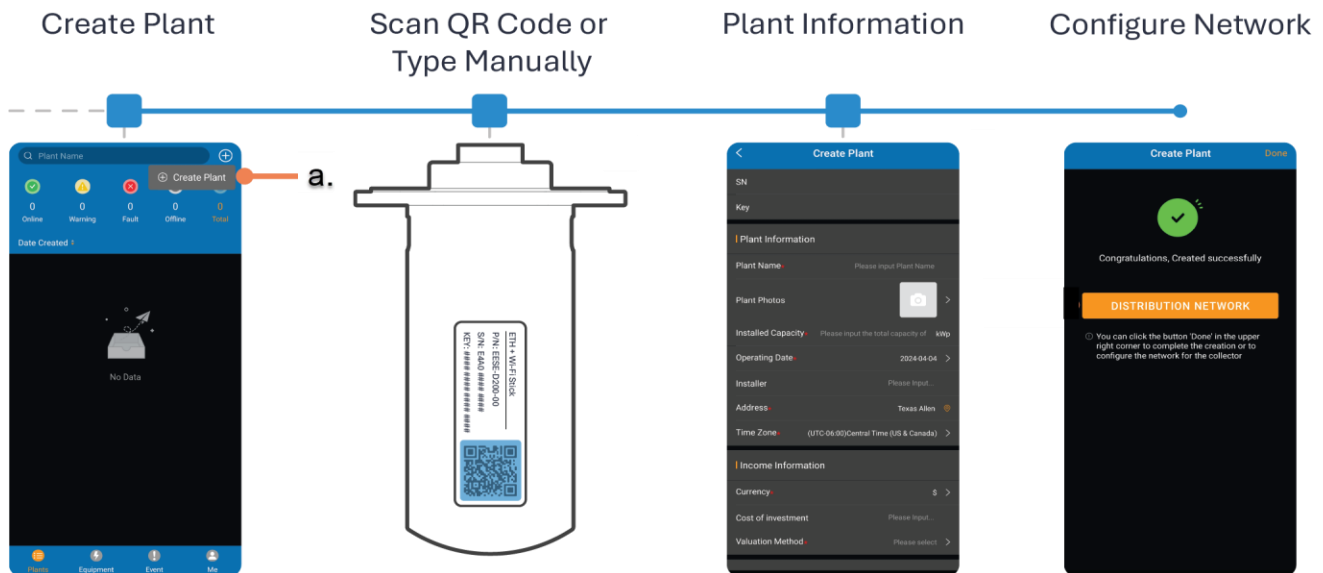 Create Plant
Scan QR Code or
Type Manually
Plant Information
Configure Network
Plant Name
Create Plant
a.
0
0
0
0
0
Online
Warning
Fault
Offline
Total
Date Created
No Data
Plants
Equipment
Event
Me
ETH + Wi-Fi Stick
P/N: EESE-D200-00
S/N: E4A0 #### ####
KEY: #### #### #### ####
Create Plant
SN
Key
Plant Information
Plant Name* Please input Plant Name
Plant Photos
Installed Capacity* Please input the total capacity of kWp
Operating Date* 2024-04-04
Installer Please Input...
Address* Texas Allen
Time Zone* (UTC-06:00)Central Time (US & Canada)
Income Information
Currency* $
Cost of investment Please Input...
Valuation Method* Please select
Create Plant
Done
Congratulations, Created successfully
DISTRIBUTION NETWORK
You can click the button 'Done' in the upper
right corner to complete the creation or to
configure the network for the collector